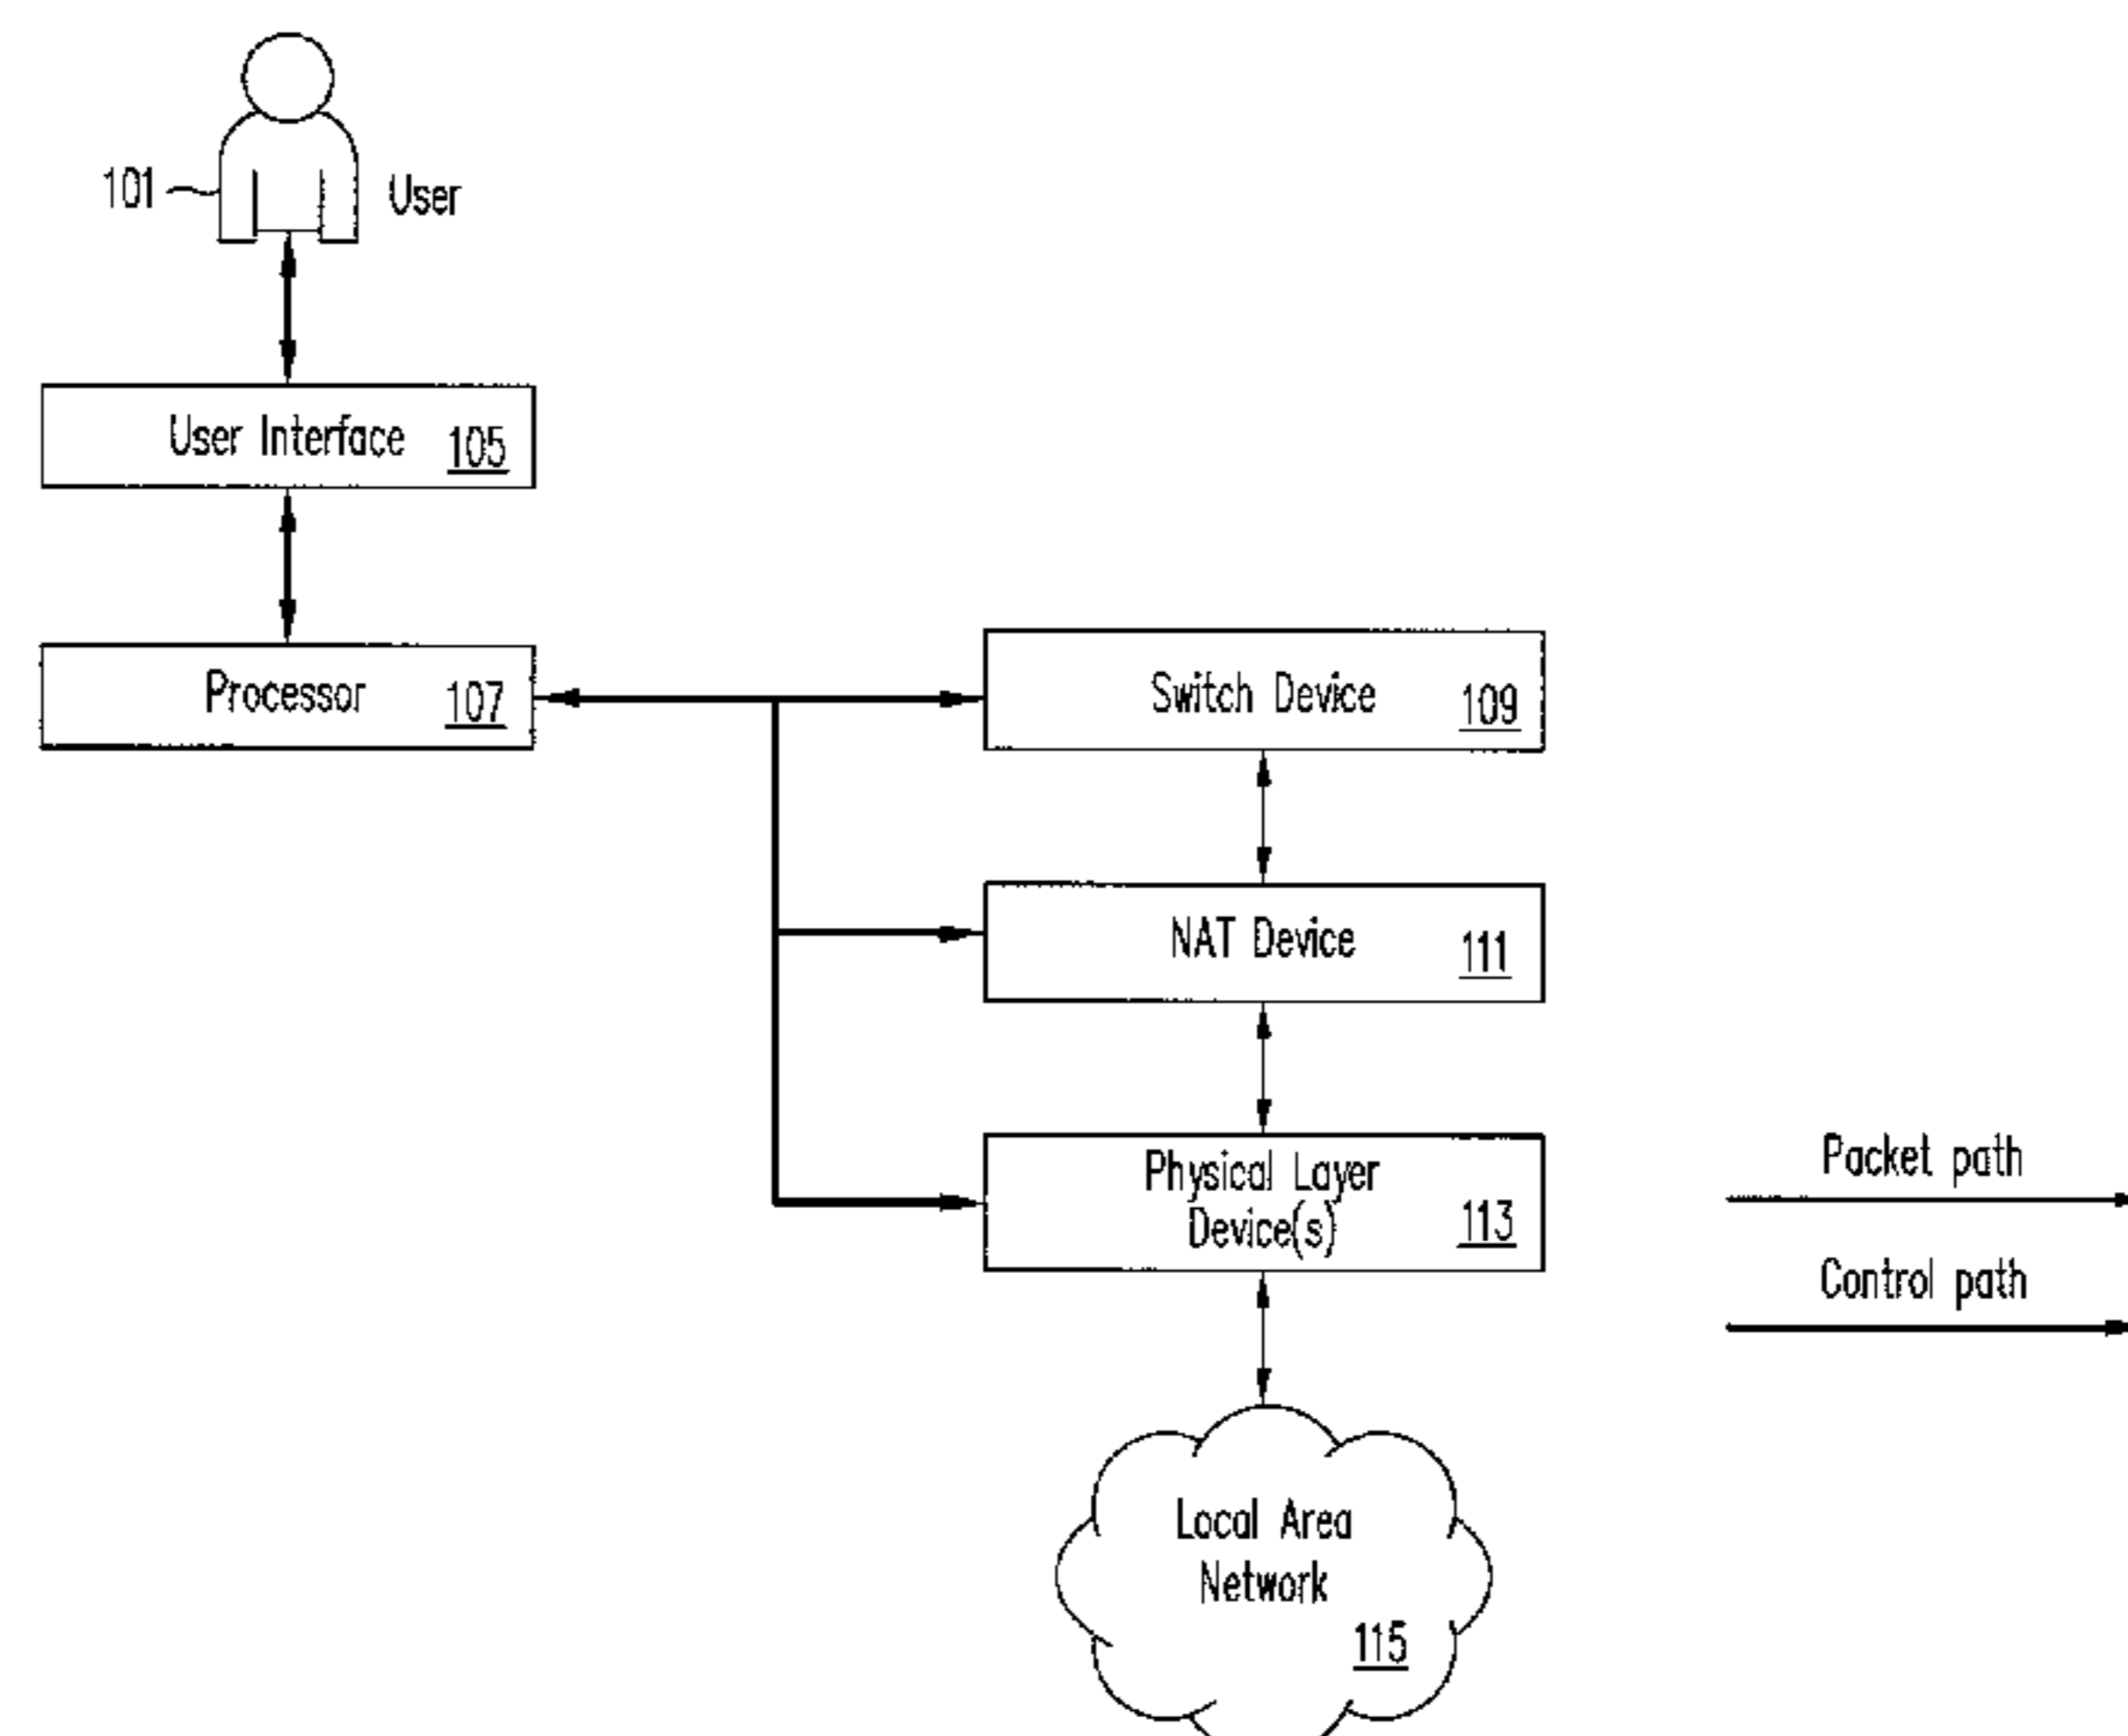 101
User
User Interface 105
Processor 107
Switch Device 109
NAT Device 111
Physical Layer
Device(s) 113
Packet path
Control path
Local Area
Network
115